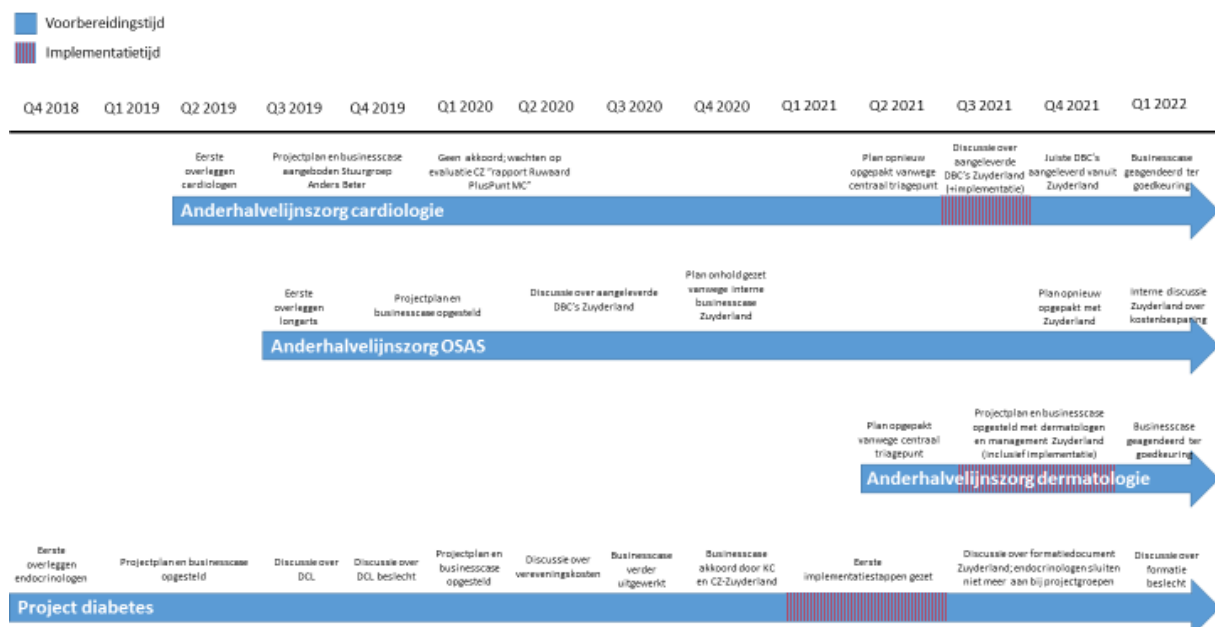 Voorbereidingstijd
Implementatietijd
Q4 2018 Q1 2019 Q2 2019 Q3 2019 Q4 2019 Q1 2020 Q2 2020 Q3 2020 Q4 2020 Q1 2021 Q2 2021 Q3 2021 Q4 2021 Q1 2022
Eerste
overleggen
cardiologen
Projectplan en businesscase
aangeboden Stuurgroep
Anders Beter
Geen akkoord; wachten op
evaluatie CZ "rapport Ruwaard
PlusPunt MC"
Plan opnieuw
opgepakt vanwege
centraal triagepunt
Discussie over
aangeleverde
DBC's Zuyderland
(+implementatie)
Juiste DBC's
aangeleverd vanuit
Zuyderland
Businesscase
geagendeerd ter
goedkeuring
Anderhalvelijnszorg cardiologie
Eerste
overleggen
longarts
Projectplan en
businesscase opgesteld
Discussie over aangeleverde
DBC's Zuyderland
Plan onhold gezet
vanwege interne
businesscase
Zuyderland
Plan opnieuw
opgepakt met
Zuyderland
Interne discussie
Zuyderland over
kostenbesparing
Anderhalvelijnszorg OSAS
Plan opgepakt
vanwege centraal
triagepunt
Projectplan en businesscase
opgesteld met dermatologen
en management Zuyderland
(inclusief implementatie)
Businesscase
geagendeerd ter
goedkeuring
Anderhalvelijnszorg dermatologie
Eerste
overleggen
endocrinologen
Projectplan en businesscase
opgesteld
Discussie over
DCL
Discussie over
DCL beslecht
Projectplan en
businesscase
opgesteld
Discussie over
vereveningskosten
Businesscase
verder
uitgewerkt
Businesscase
akkoord door KC
en CZ-Zuyderland
Eerste
implementatiestappen gezet
Discussie over formatiedocument
Zuyderland; endocrinologen sluiten
niet meer aan bij projectgroepen
Discussie over
formatie
beslecht
Project diabetes